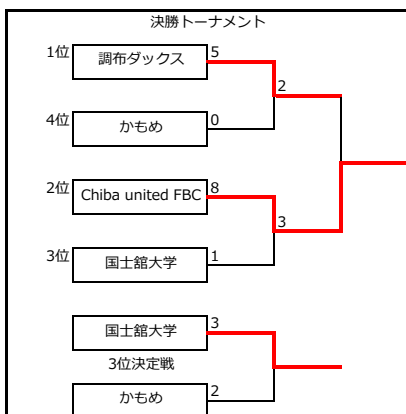 決勝トーナメント
1位 調布ダックス 5
2
4位 かもめ 0
2位 Chiba united FBC 8
3
3位 国士舘大学 1
国士舘大学 3
3位決定戦
かもめ 2